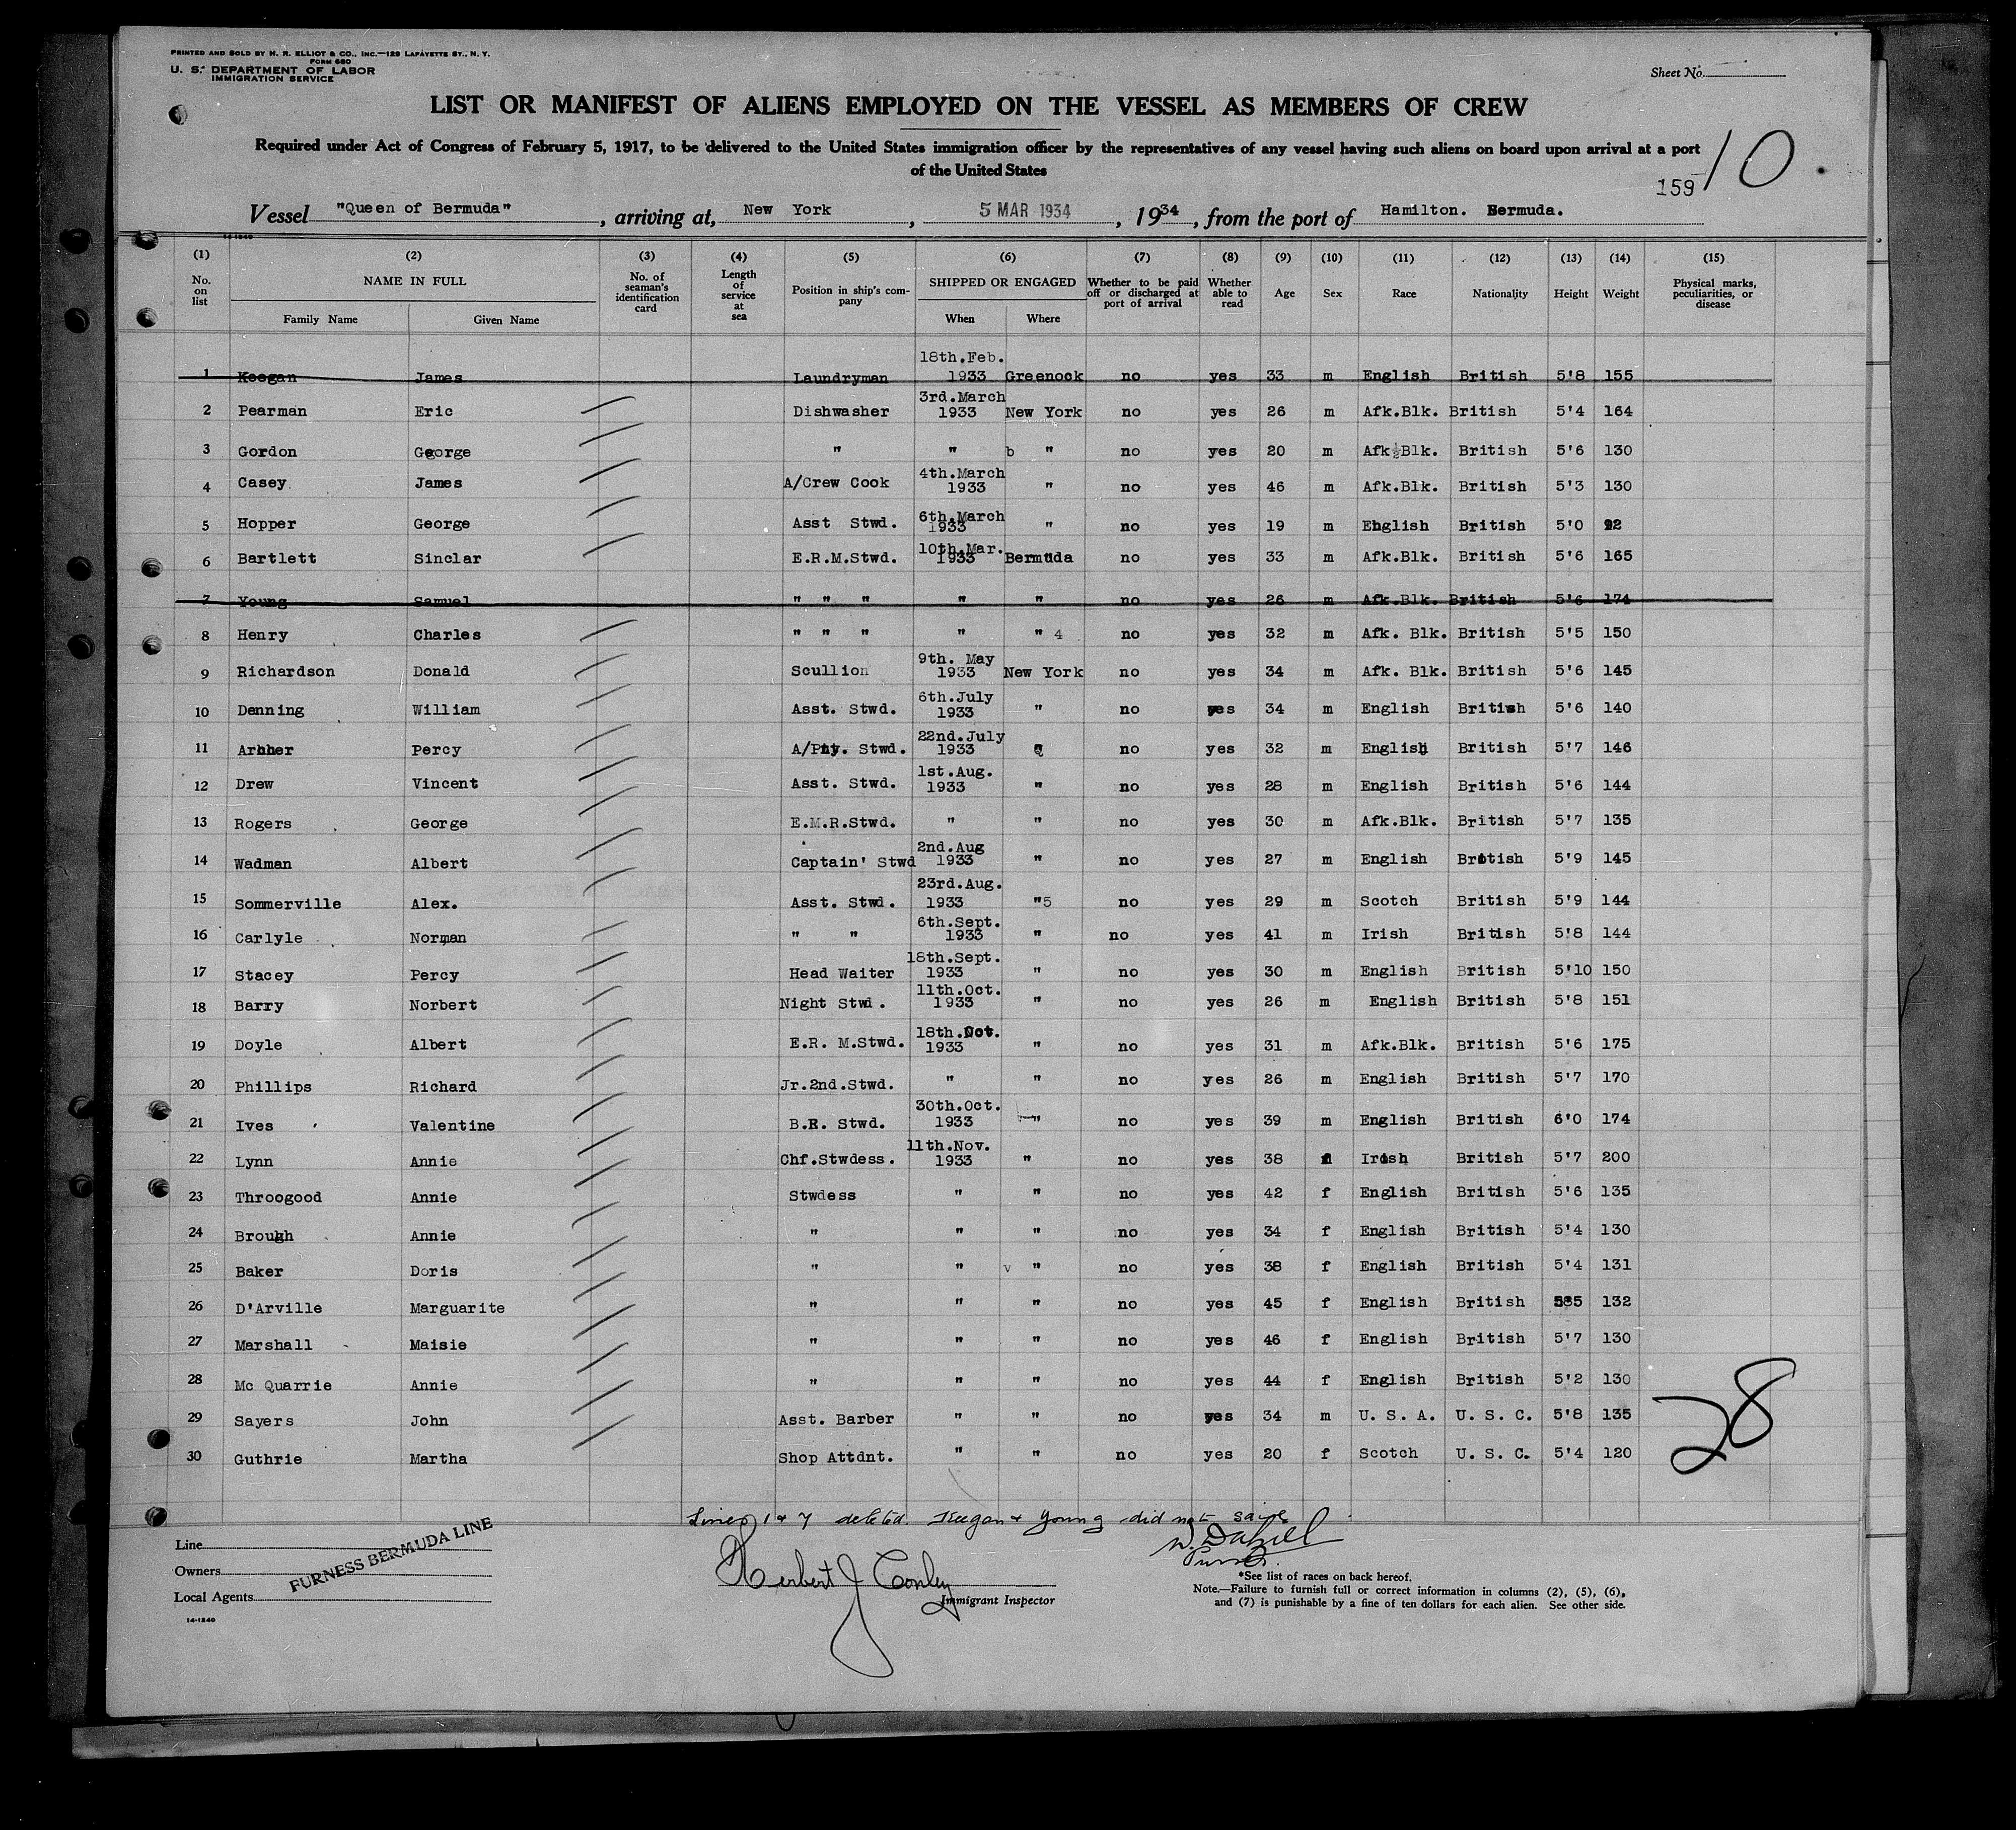 PRINTED AND SOLD BY H. R. ELLIOT & CO., INC.—129 LAFAYETTE ST., N. Y.
FORM 680
U. S. DEPARTMENT OF LABOR
IMMIGRATION SERVICE
Sheet No.
LIST OR MANIFEST OF ALIENS EMPLOYED ON THE VESSEL AS MEMBERS OF CREW
Required under Act of Congress of February 5, 1917, to be delivered to the United States immigration officer by the representatives of any vessel having such aliens on board upon arrival at a port
of the United States
159 10
Vessel "Queen of Bermuda", arriving at, New York, 5 MAR 1934, 1934, from the port of Hamilton. Bermuda.
14-1240
(1) (2) (3) (4) (5) (6) (7) (8) (9) (10) (11) (12) (13) (14) (15)
No. on list NAME IN FULL No. of seaman's identification card Length of service at sea Position in ship's company SHIPPED OR ENGAGED Whether to be paid off or discharged at port of arrival Whether able to read Age Sex Race Nationality Height Weight Physical marks, peculiarities, or disease
Family Name Given Name When Where
1 Keegan James Laundryman 18th.Feb. 1933 Greenock no yes 33 m English British 5'8 155
2 Pearman Eric Dishwasher 3rd.March 1933 New York no yes 26 m Afk.Blk. British 5'4 164
3 Gordon George " " b " no yes 20 m Afk½Blk. British 5'6 130
4 Casey James A/Crew Cook 4th.March 1933 " no yes 46 m Afk.Blk. British 5'3 130
5 Hopper George Asst Stwd. 6th.March 1933 " no yes 19 m English British 5'0 92
6 Bartlett Sinclar E.R.M.Stwd. 10th.Mar. 1933 Bermuda no yes 33 m Afk.Blk. British 5'6 165
7 Young Samuel " " " " " no yes 26 m Afk.Blk. British 5'6 174
8 Henry Charles " " " " " 4 no yes 32 m Afk. Blk. British 5'5 150
9 Richardson Donald Scullion 9th. May 1933 New York no yes 34 m Afk. Blk. British 5'6 145
10 Denning William Asst. Stwd. 6th.July 1933 " no yes 34 m English British 5'6 140
11 Percy Stwd. 22nd.July 1933 no yes 32 m English British 5'7 146
12 Drew Vincent Asst. Stwd. 1st.Aug. 1933 " no yes 28 m English British 5'6 144
13 Rogers George E.M.R.Stwd. " " no yes 30 m Afk.Blk. British 5'7 135
14 Wadman Albert Captain' Stwd 2nd.Aug 1933 " no yes 27 m English British 5'9 145
15 Sommerville Alex. Asst. Stwd. 23rd.Aug. 1933 "5 no yes 29 m Scotch British 5'9 144
16 Carlyle Norman " " 6th.Sept. 1933 " no yes 41 m Irish British 5'8 144
17 Stacey Percy Head Waiter 18th.Sept. 1933 " no yes 30 m English British 5'10 150
18 Barry Norbert Night Stwd. 11th.Oct. 1933 " no yes 26 m English British 5'8 151
19 Doyle Albert E.R. M.Stwd. 18th.Oct. 1933 " no yes 31 m Afk.Blk. British 5'6 175
20 Phillips Richard Jr.2nd.Stwd. " " no yes 26 m English British 5'7 170
21 Ives Valentine B.R. Stwd. 30th.Oct. 1933 " no yes 39 m English British 6'0 174
22 Lynn Annie Chf.Stwdess. 11th.Nov. 1933 " no yes 38 f Irish British 5'7 200
23 Throogood Annie Stwdess " " no yes 42 f English British 5'6 135
24 Brough Annie " " " no yes 34 f English British 5'4 130
25 Baker Doris " " v " no yes 38 f English British 5'4 131
26 D'Arville Marguarite " " " no yes 45 f English British 132
27 Marshall Maisie " " " no yes 46 f English British 5'7 130
28 Mc Quarrie Annie " " " no yes 44 f English British 5'2 130
29 Sayers John Asst. Barber " " no yes 34 m U. S. A. U. S. C. 5'8 135
30 Guthrie Martha Shop Attdnt. " " no yes 20 f Scotch U. S. C. 5'4 120
28
Lines 1 & 7 deleted. Keegan & Young did not sail
Purser.
Line
Owners
Local Agents
FURNESS BERMUDA LINE
14-1240
Herbert J Conley
Immigrant Inspector
*See list of races on back hereof.
Note.—Failure to furnish full or correct information in columns (2), (5), (6),
and (7) is punishable by a fine of ten dollars for each alien. See other side.